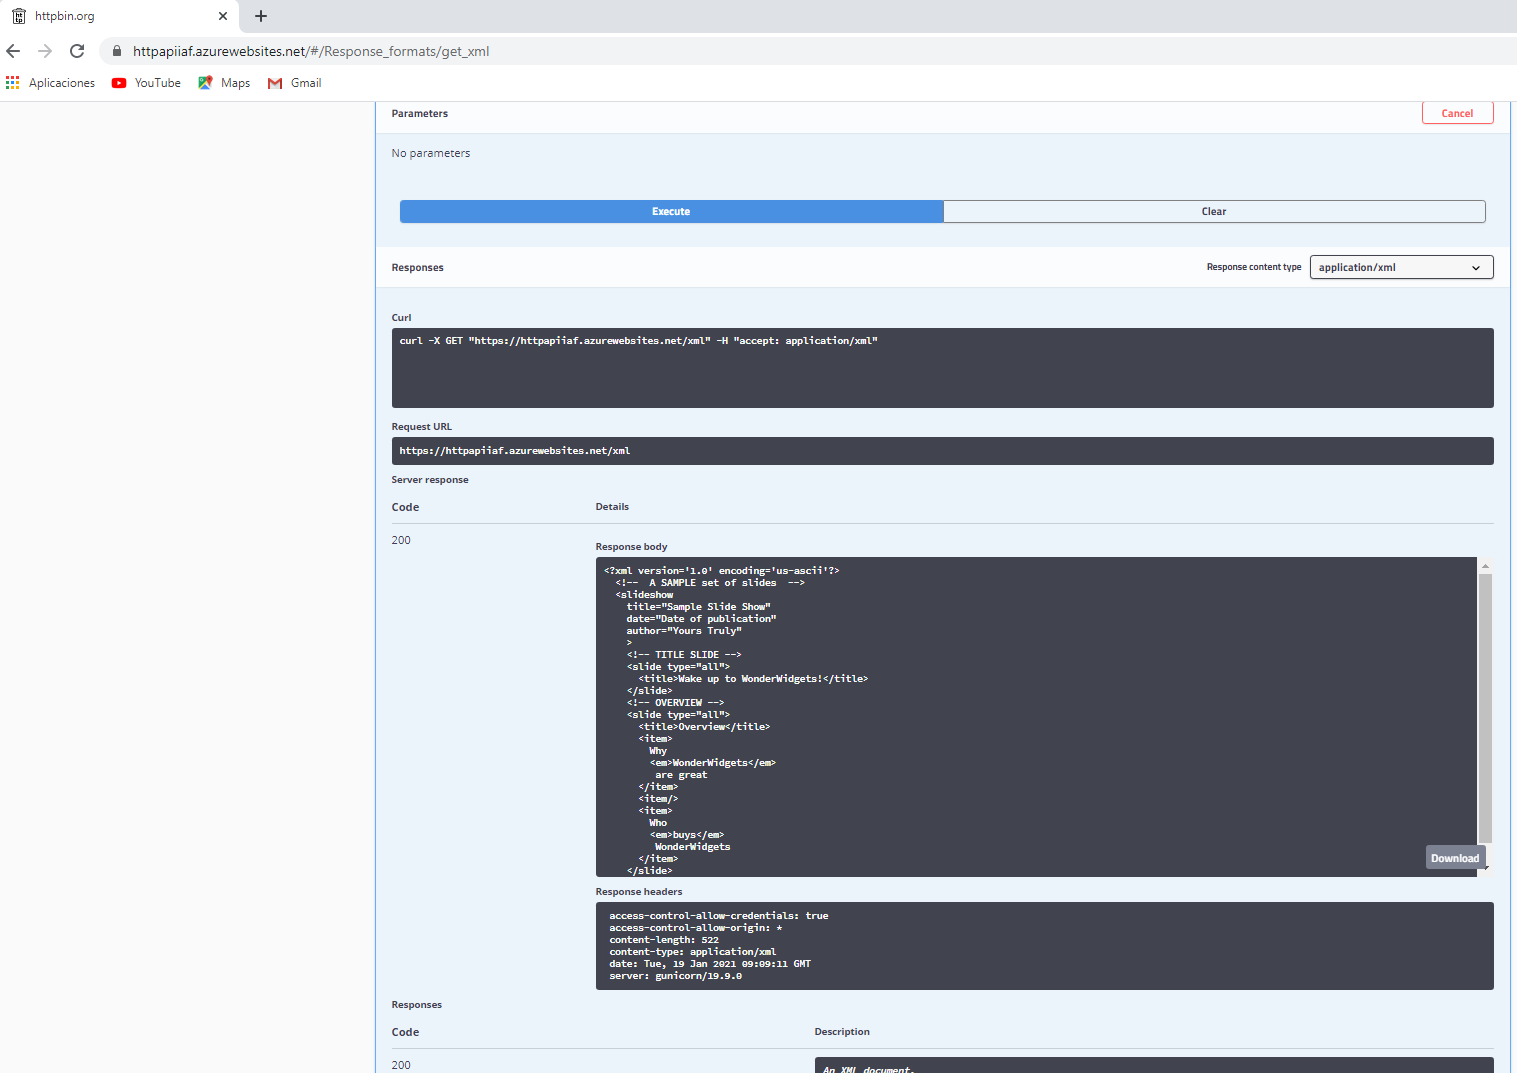 httpbin.org
httpapiiaf.azurewebsites.net/#/Response_formats/get_xml
Aplicaciones YouTube Maps Gmail
Parameters Cancel
No parameters
Execute Clear
Responses Response content type application/xml
Curl
curl -X GET "https://httpapiiaf.azurewebsites.net/xml" -H "accept: application/xml"
Request URL
https://httpapiiaf.azurewebsites.net/xml
Server response
Code Details
200
Response body
<?xml version='1.0' encoding='us-ascii'?>
<!--  A SAMPLE set of slides  -->
<slideshow
title="Sample Slide Show"
date="Date of publication"
author="Yours Truly"
>
<!-- TITLE SLIDE -->
<slide type="all">
<title>Wake up to WonderWidgets!</title>
</slide>
<!-- OVERVIEW -->
<slide type="all">
<title>Overview</title>
<item>
Why
<em>WonderWidgets</em>
are great
</item>
<item/>
<item>
Who
<em>buys</em>
WonderWidgets
</item>
</slide>
Download
Response headers
access-control-allow-credentials: true
access-control-allow-origin: *
content-length: 522
content-type: application/xml
date: Tue, 19 Jan 2021 09:09:11 GMT
server: gunicorn/19.9.0
Responses
Code Description
200
An XML document.